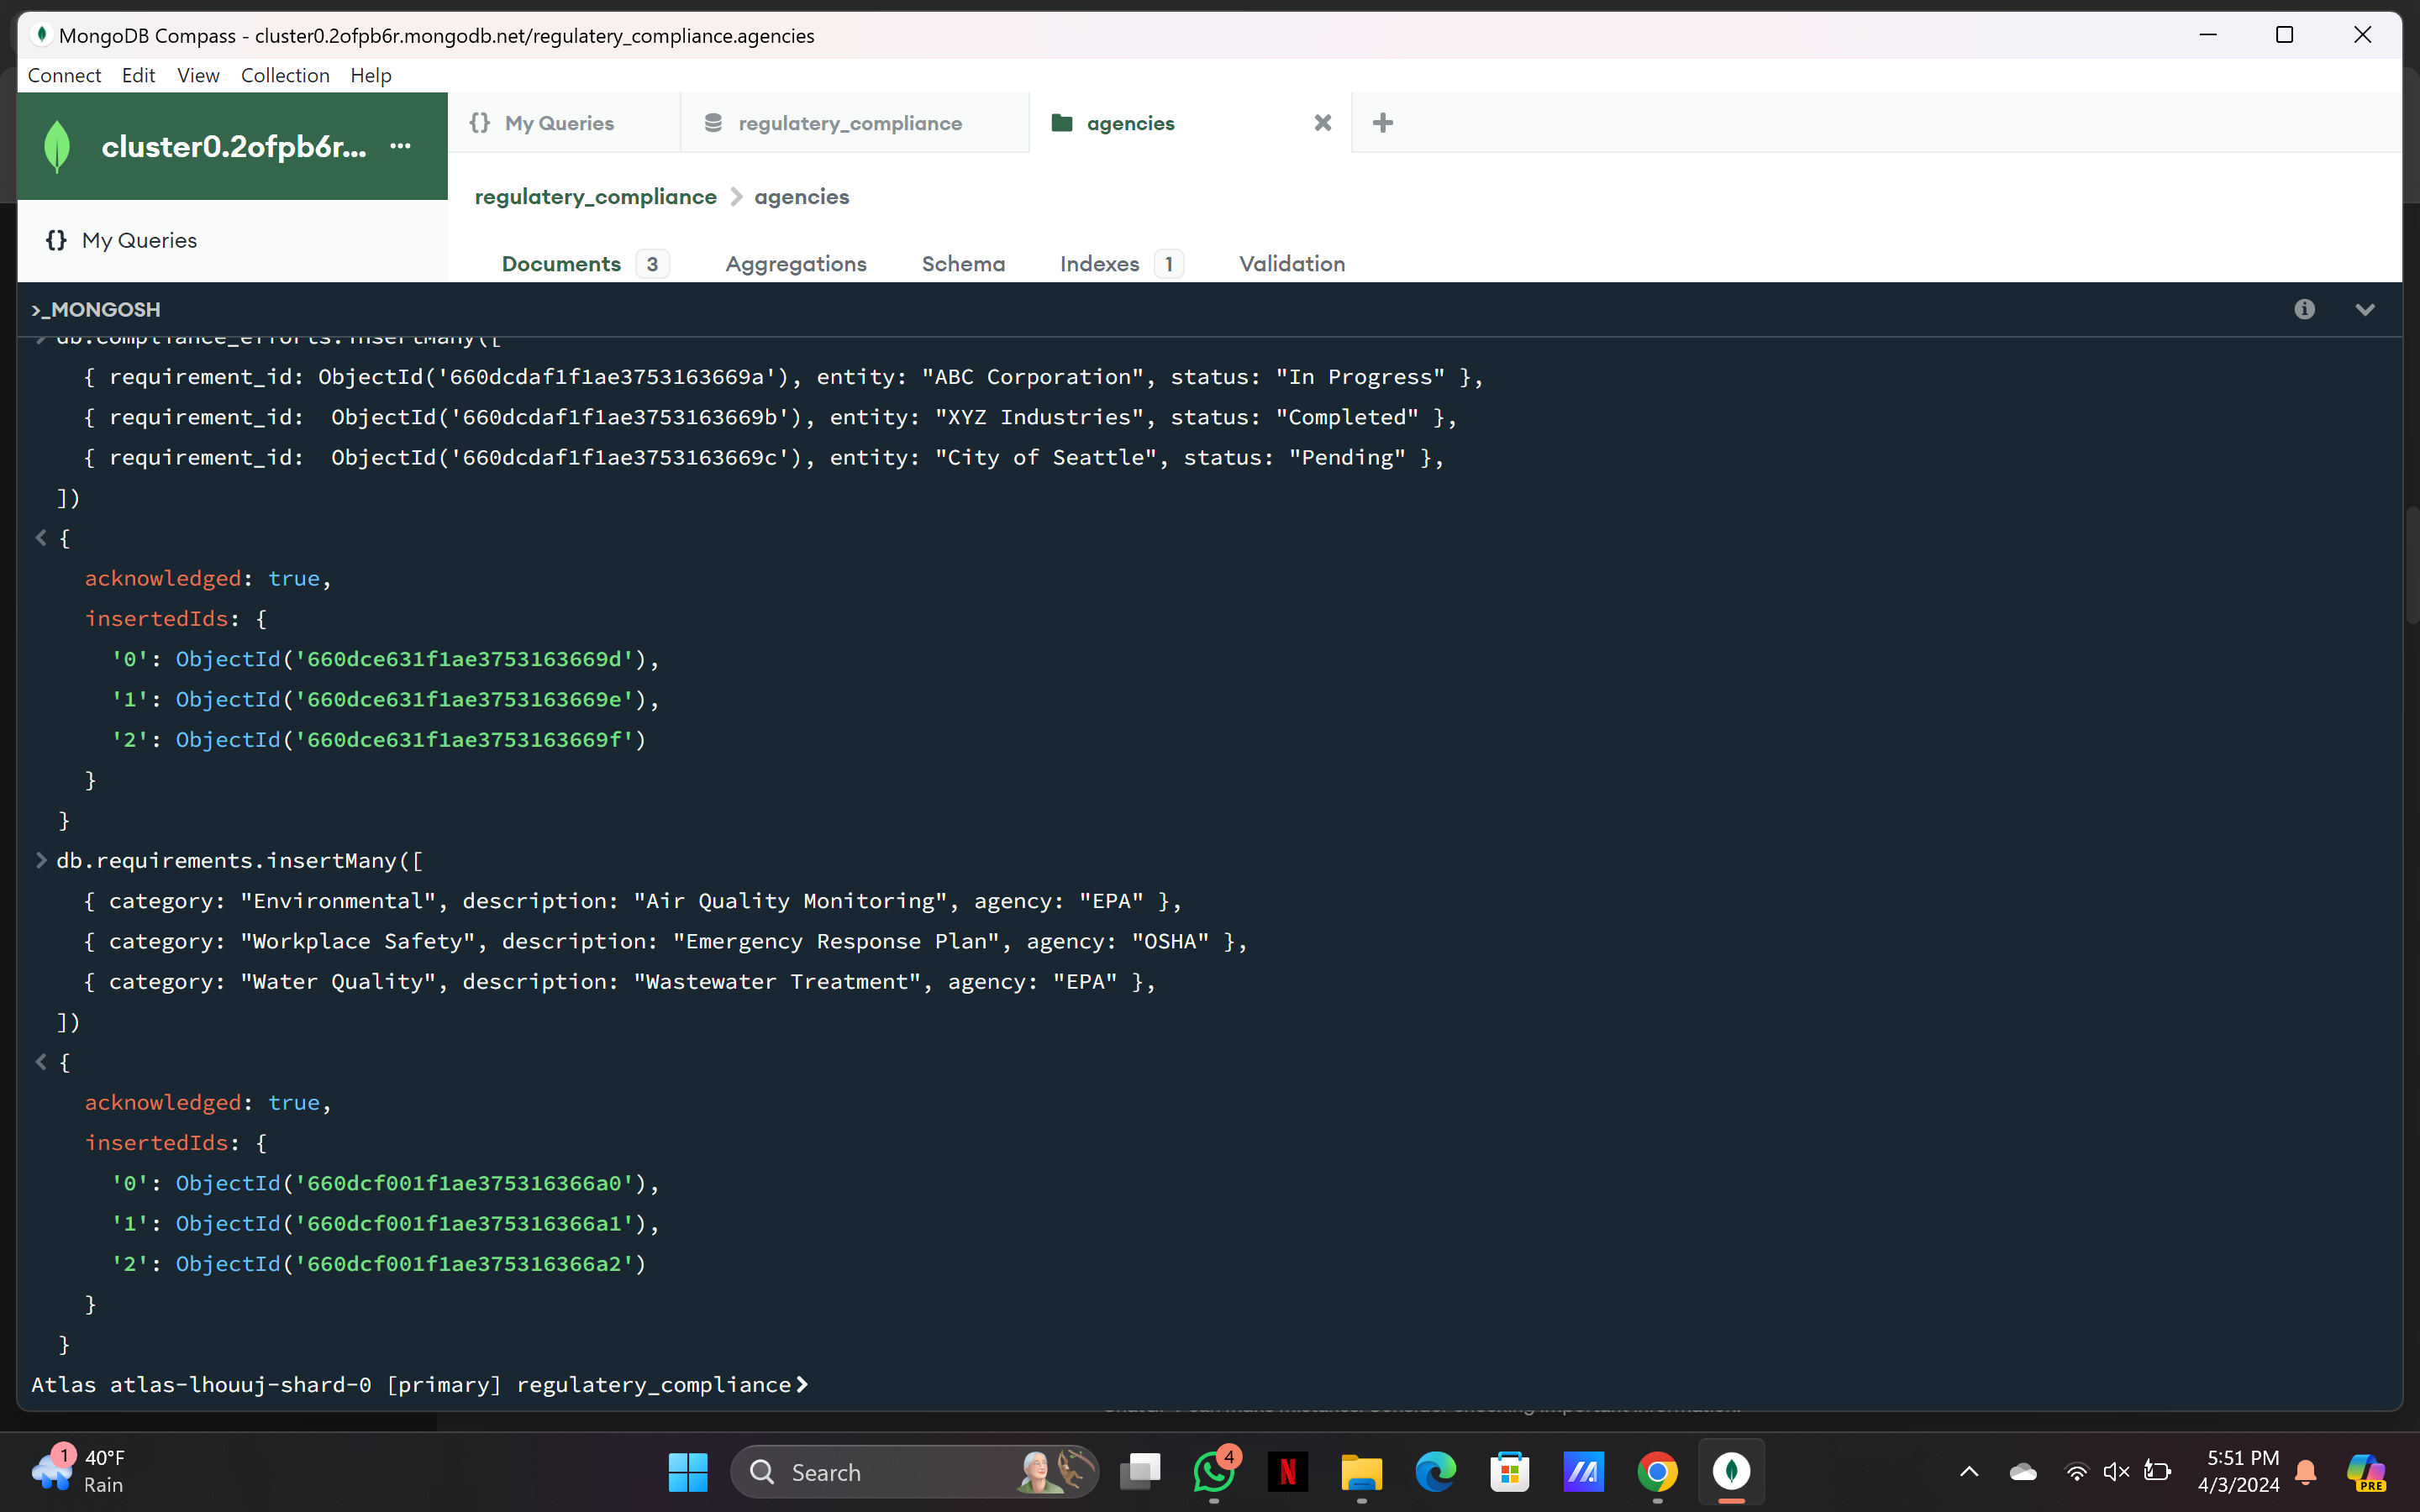 MongoDB Compass - cluster0.2ofpb6r.mongodb.net/regulatery_compliance.agencies
Connect Edit View Collection Help
cluster0.2ofpb6r... ...
{} My Queries regulatery_compliance agencies
regulatery_compliance > agencies
{} My Queries
Documents 3 Aggregations Schema Indexes 1 Validation
>_MONGOSH
> db.compliance_efforts.insertMany([
{ requirement_id: ObjectId('660dcdaf1f1ae3753163669a'), entity: "ABC Corporation", status: "In Progress" },
{ requirement_id:  ObjectId('660dcdaf1f1ae3753163669b'), entity: "XYZ Industries", status: "Completed" },
{ requirement_id:  ObjectId('660dcdaf1f1ae3753163669c'), entity: "City of Seattle", status: "Pending" },
])
< {
acknowledged: true,
insertedIds: {
'0': ObjectId('660dce631f1ae3753163669d'),
'1': ObjectId('660dce631f1ae3753163669e'),
'2': ObjectId('660dce631f1ae3753163669f')
}
}
> db.requirements.insertMany([
{ category: "Environmental", description: "Air Quality Monitoring", agency: "EPA" },
{ category: "Workplace Safety", description: "Emergency Response Plan", agency: "OSHA" },
{ category: "Water Quality", description: "Wastewater Treatment", agency: "EPA" },
])
< {
acknowledged: true,
insertedIds: {
'0': ObjectId('660dcf001f1ae375316366a0'),
'1': ObjectId('660dcf001f1ae375316366a1'),
'2': ObjectId('660dcf001f1ae375316366a2')
}
}
Atlas atlas-lhouuj-shard-0 [primary] regulatery_compliance>
1 40°F
Rain
Search
4
N
5:51 PM
4/3/2024
PRE